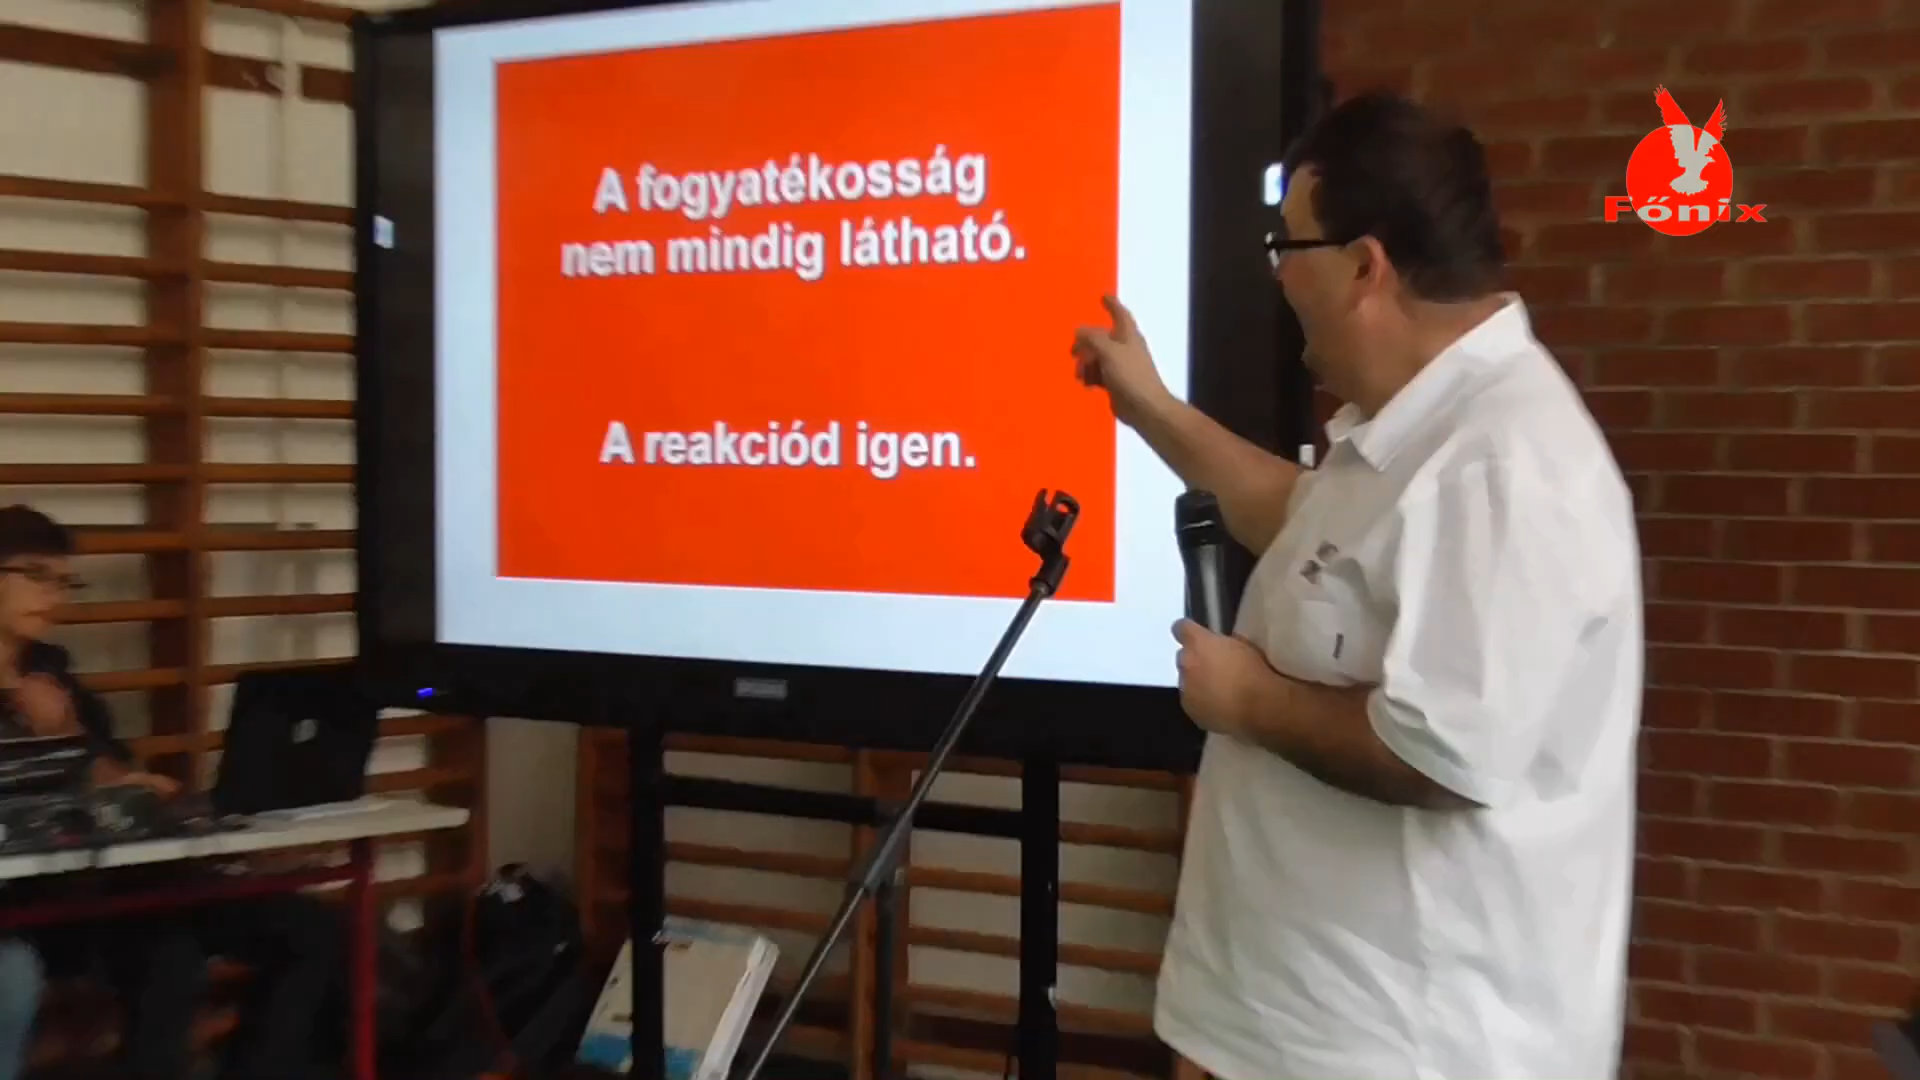 A fogyatékosság
nem mindig látható.
A reakciód igen.
Főnix